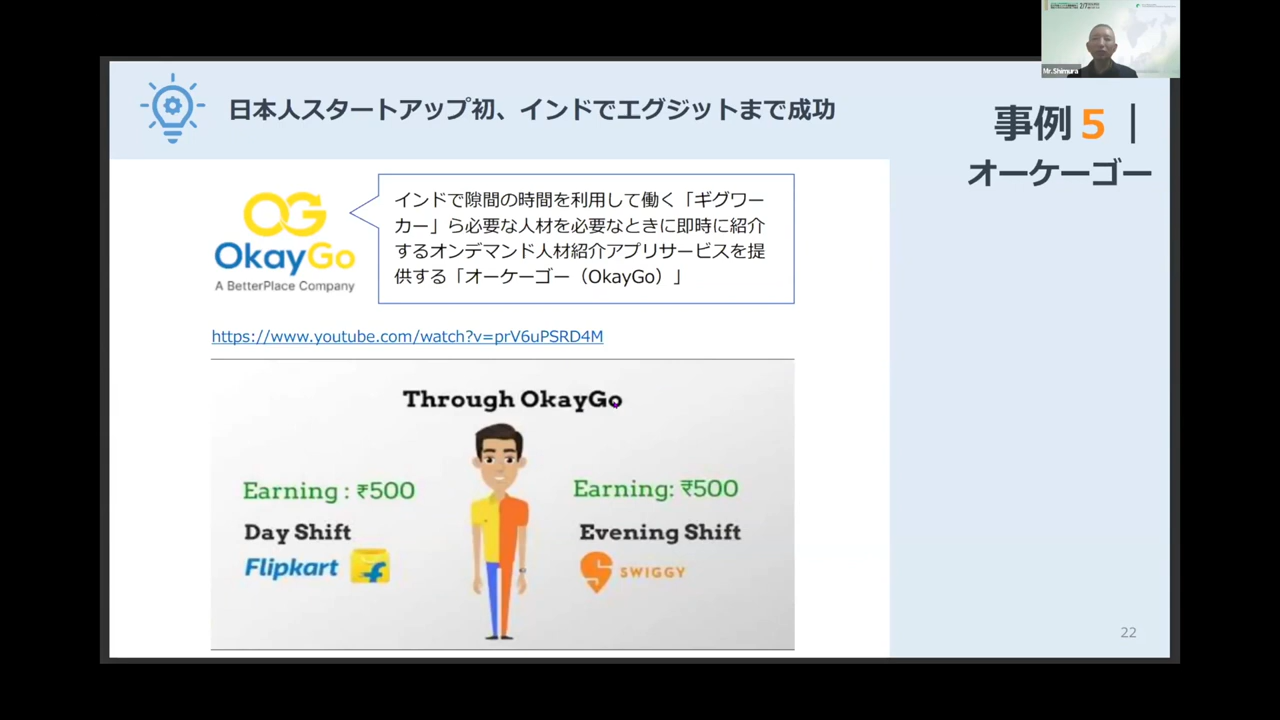 Mr.Shimura
日本人スタートアップ初、インドでエグジットまで成功
事例5｜
オーケーゴー
OG
OkayGo
A BetterPlace Company
インドで隙間の時間を利用して働く「ギグワー
カー」ら必要な人材を必要なときに即時に紹介
するオンデマンド人材紹介アプリサービスを提
供する「オーケーゴー（OkayGo）」
https://www.youtube.com/watch?v=prV6uPSRD4M
Through OkayGo
Earning : ₹500
Day Shift
Flipkart
Earning: ₹500
Evening Shift
SWIGGY
22